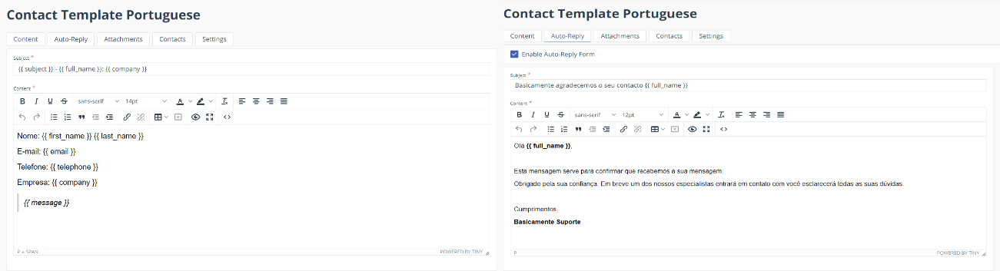 Contact Template Portuguese
Content Auto-Reply Attachments Contacts Settings
Subject *
{{ subject }} - {{ full_name }}: {{ company }}
Content *
B I U S sans-serif 14pt A
Nome: {{ first_name }} {{ last_name }}
E-mail: {{ email }}
Telefone: {{ telephone }}
Empresa: {{ company }}
{{ message }}
P » SPAN POWERED BY TINY
Contact Template Portuguese
Content Auto-Reply Attachments Contacts Settings
Enable Auto-Reply Form
Subject *
Basicamente agradecemos o seu contacto {{ full_name }}
Content *
B I U S sans-serif 12pt A
Olá {{ full_name }},
Esta mensagem serve para confirmar que recebemos a sua mensagem.
Obrigado pela sua confiança. Em breve um dos nossos especialistas entrará em contato com você esclarecerá todas as suas dúvidas.
Cumprimentos,
Basicamente Suporte
P POWERED BY TINY